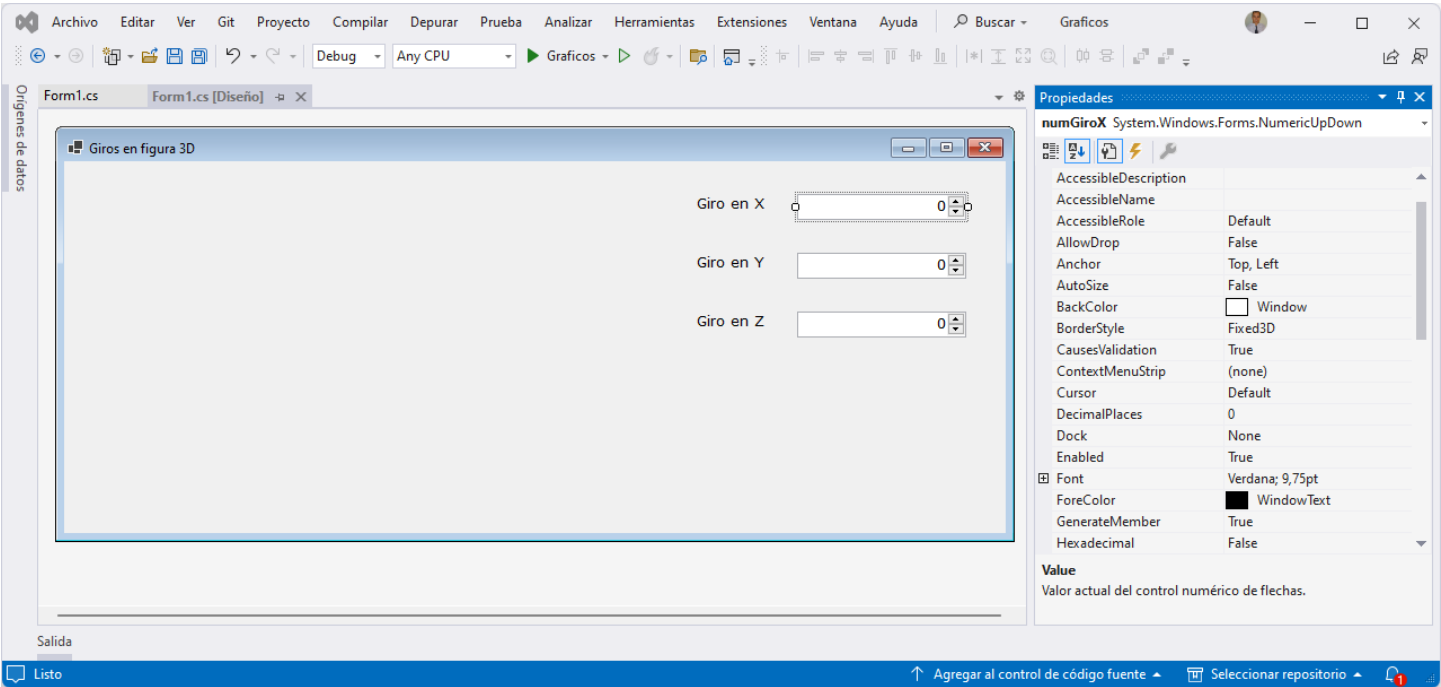 Archivo Editar Ver Git Proyecto Compilar Depurar Prueba Analizar Herramientas Extensiones Ventana Ayuda Buscar Graficos
Debug Any CPU Graficos
Orígenes de datos
Form1.cs Form1.cs [Diseño]
Giros en figura 3D
Giro en X 0
Giro en Y 0
Giro en Z 0
Propiedades
numGiroX System.Windows.Forms.NumericUpDown
AccessibleDescription
AccessibleName
AccessibleRole Default
AllowDrop False
Anchor Top, Left
AutoSize False
BackColor Window
BorderStyle Fixed3D
CausesValidation True
ContextMenuStrip (none)
Cursor Default
DecimalPlaces 0
Dock None
Enabled True
Font Verdana; 9,75pt
ForeColor WindowText
GenerateMember True
Hexadecimal False
Value
Valor actual del control numérico de flechas.
Salida
Listo Agregar al control de código fuente Seleccionar repositorio 1